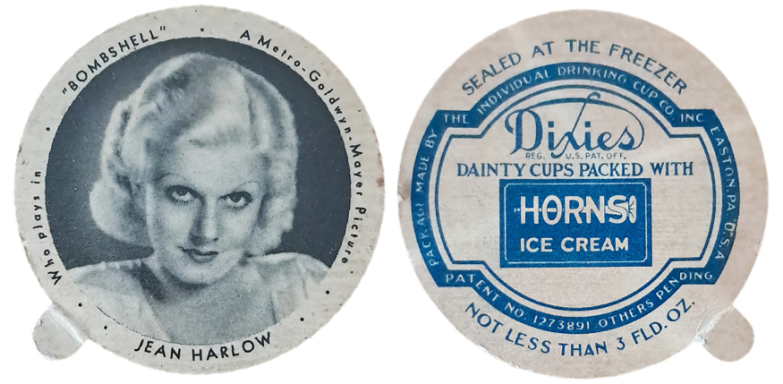 Who plays in • "BOMBSHELL" • A Metro-Goldwyn-Mayer Picture •
• JEAN HARLOW •
SEALED AT THE FREEZER
THE INDIVIDUAL DRINKING CUP CO. INC
PACKAGE MADE BY
EASTON, PA. U.S.A.
Dixies
REG. U.S. PAT. OFF.
DAINTY CUPS PACKED WITH
HORNS
ICE CREAM
PATENT NO. 1273891 OTHERS PENDING
NOT LESS THAN 3 FLD. OZ.